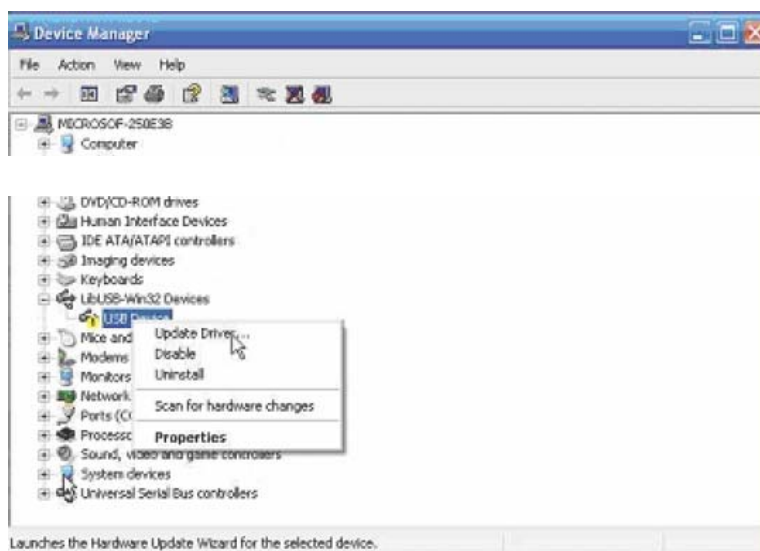 Device Manager
File Action View Help
MICROSOF-250E38
Computer
DVD/CD-ROM drives
Human Interface Devices
IDE ATA/ATAPI controllers
Imaging devices
Keyboards
LibUSB-Win32 Devices
USB Device
Mice and
Update Driver...
Modems
Disable
Monitors
Uninstall
Network
Ports (CO
Scan for hardware changes
Processo
Properties
Sound, video and game controllers
System devices
Universal Serial Bus controllers
Launches the Hardware Update Wizard for the selected device.